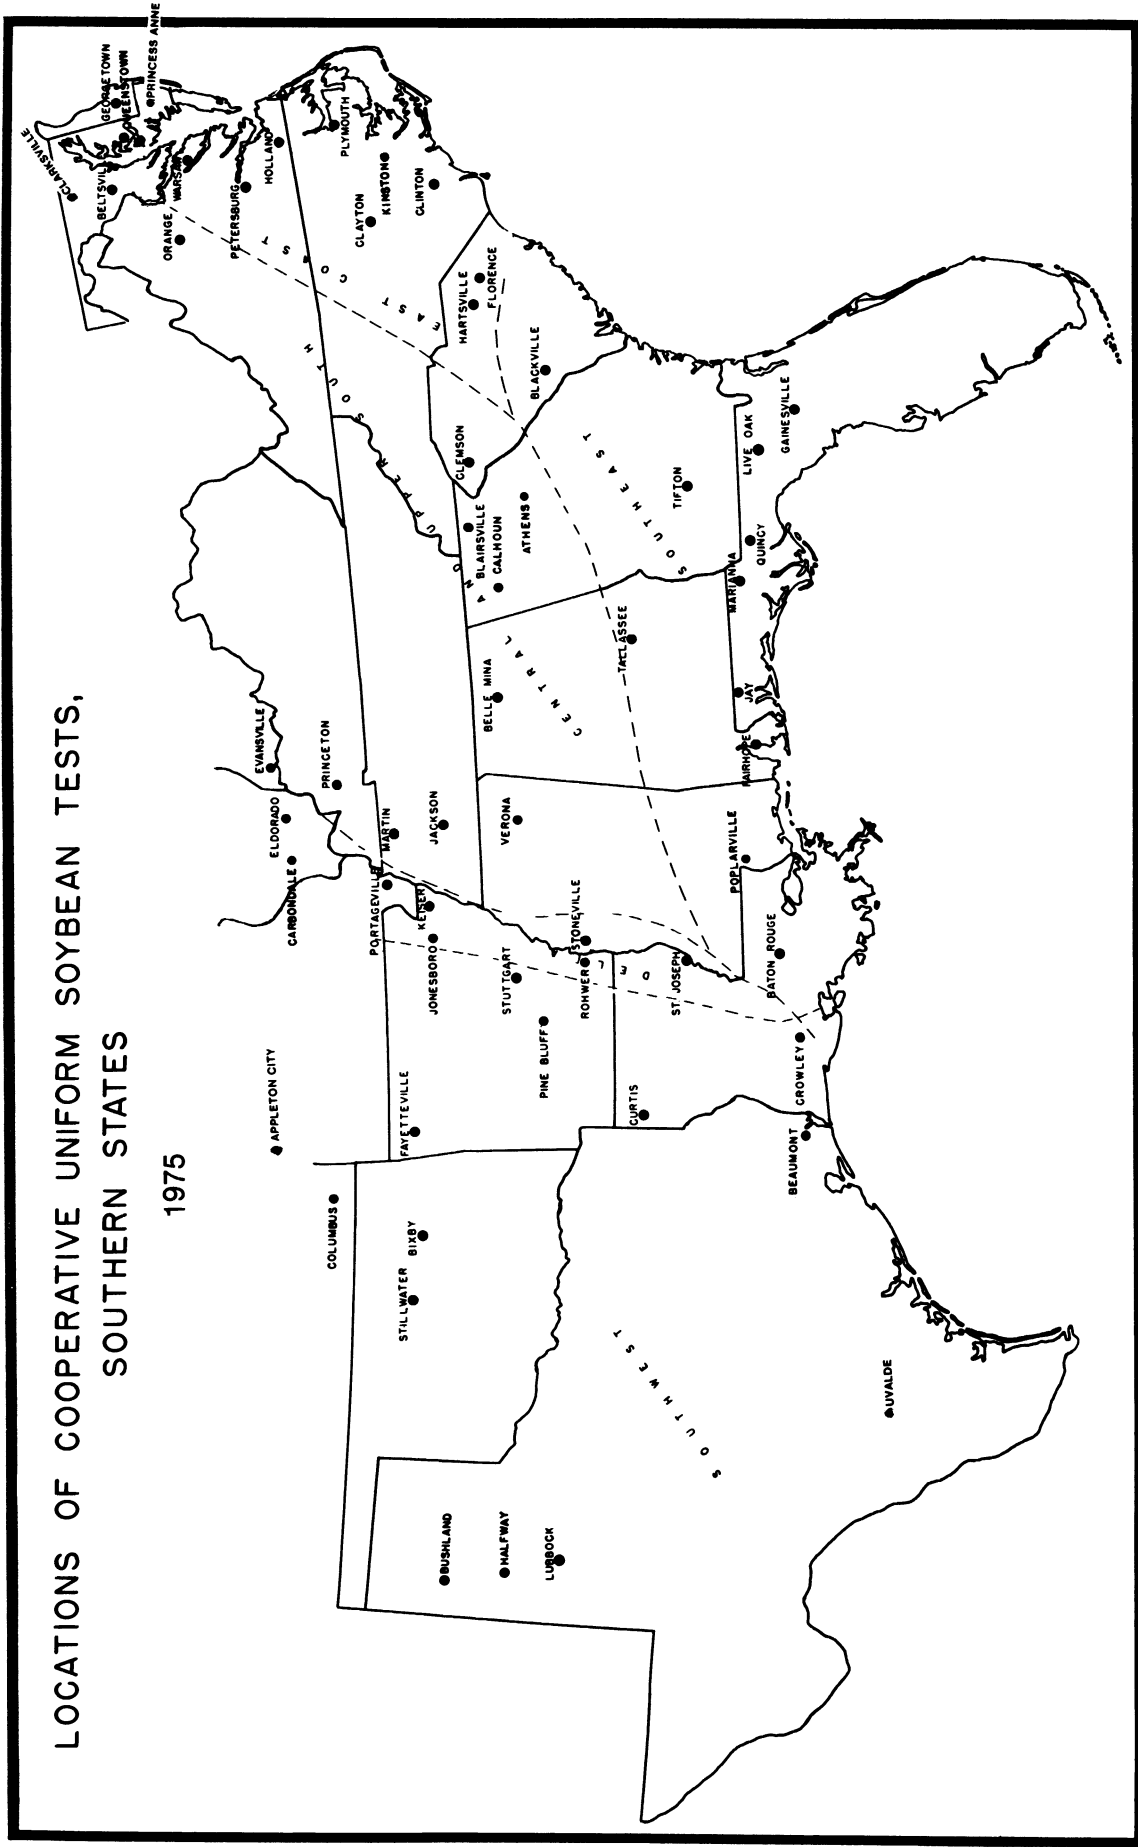 LOCATIONS OF COOPERATIVE UNIFORM SOYBEAN TESTS,
SOUTHERN STATES
1975
CLARKSVILLE
GEORGETOWN
QUEENSTOWN
PRINCESS ANNE
BELTSVILLE
WARSAW
ORANGE
PETERSBURG
HOLLAND
PLYMOUTH
KINSTON
CLAYTON
CLINTON
EAST COAST
FLORENCE
HARTSVILLE
BLACKVILLE
CLEMSON
UPPER SOUTH
AND
CENTRAL
BLAIRSVILLE
CALHOUN
ATHENS
SOUTHEAST
TIFTON
GAINESVILLE
LIVE OAK
QUINCY
MARIANNA
JAY
FAIRHOPE
TALLASSEE
BELLE MINA
EVANSVILLE
PRINCETON
ELDORADO
CARBONDALE
MARTIN
JACKSON
VERONA
POPLARVILLE
PORTAGEVILLE
KEISER
JONESBORO
STONEVILLE
STUTTGART
ROHWER
PINE BLUFF
ST. JOSEPH
BATON ROUGE
CROWLEY
CURTIS
BEAUMONT
FAYETTEVILLE
APPLETON CITY
COLUMBUS
BIXBY
STILLWATER
SOUTHWEST
UVALDE
BUSHLAND
HALFWAY
LUBBOCK